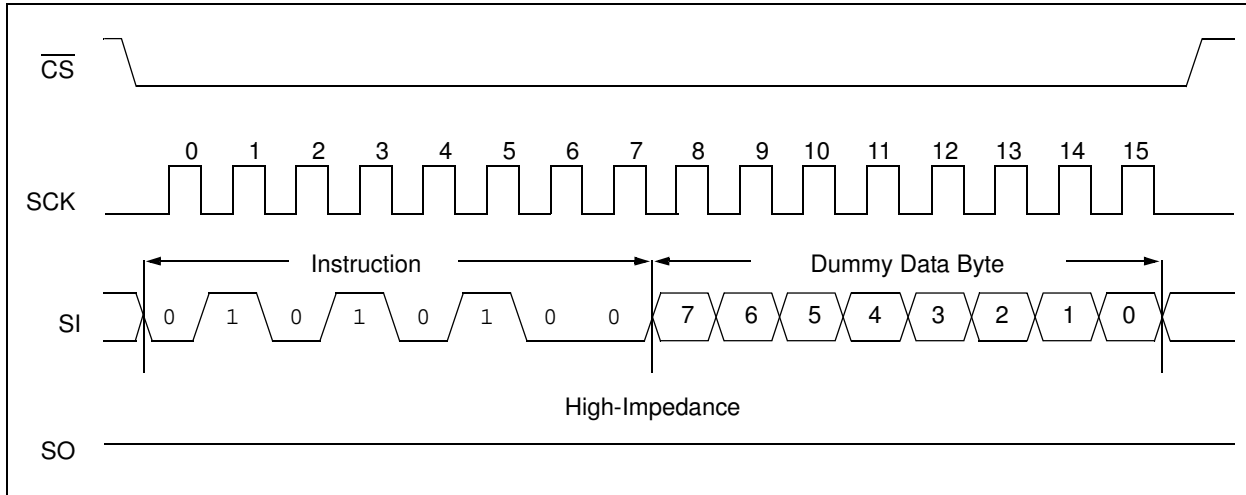 CS
0 1 2 3 4 5 6 7 8 9 10 11 12 13 14 15
SCK
Instruction Dummy Data Byte
SI 0 1 0 1 0 1 0 0 7 6 5 4 3 2 1 0
High-Impedance
SO